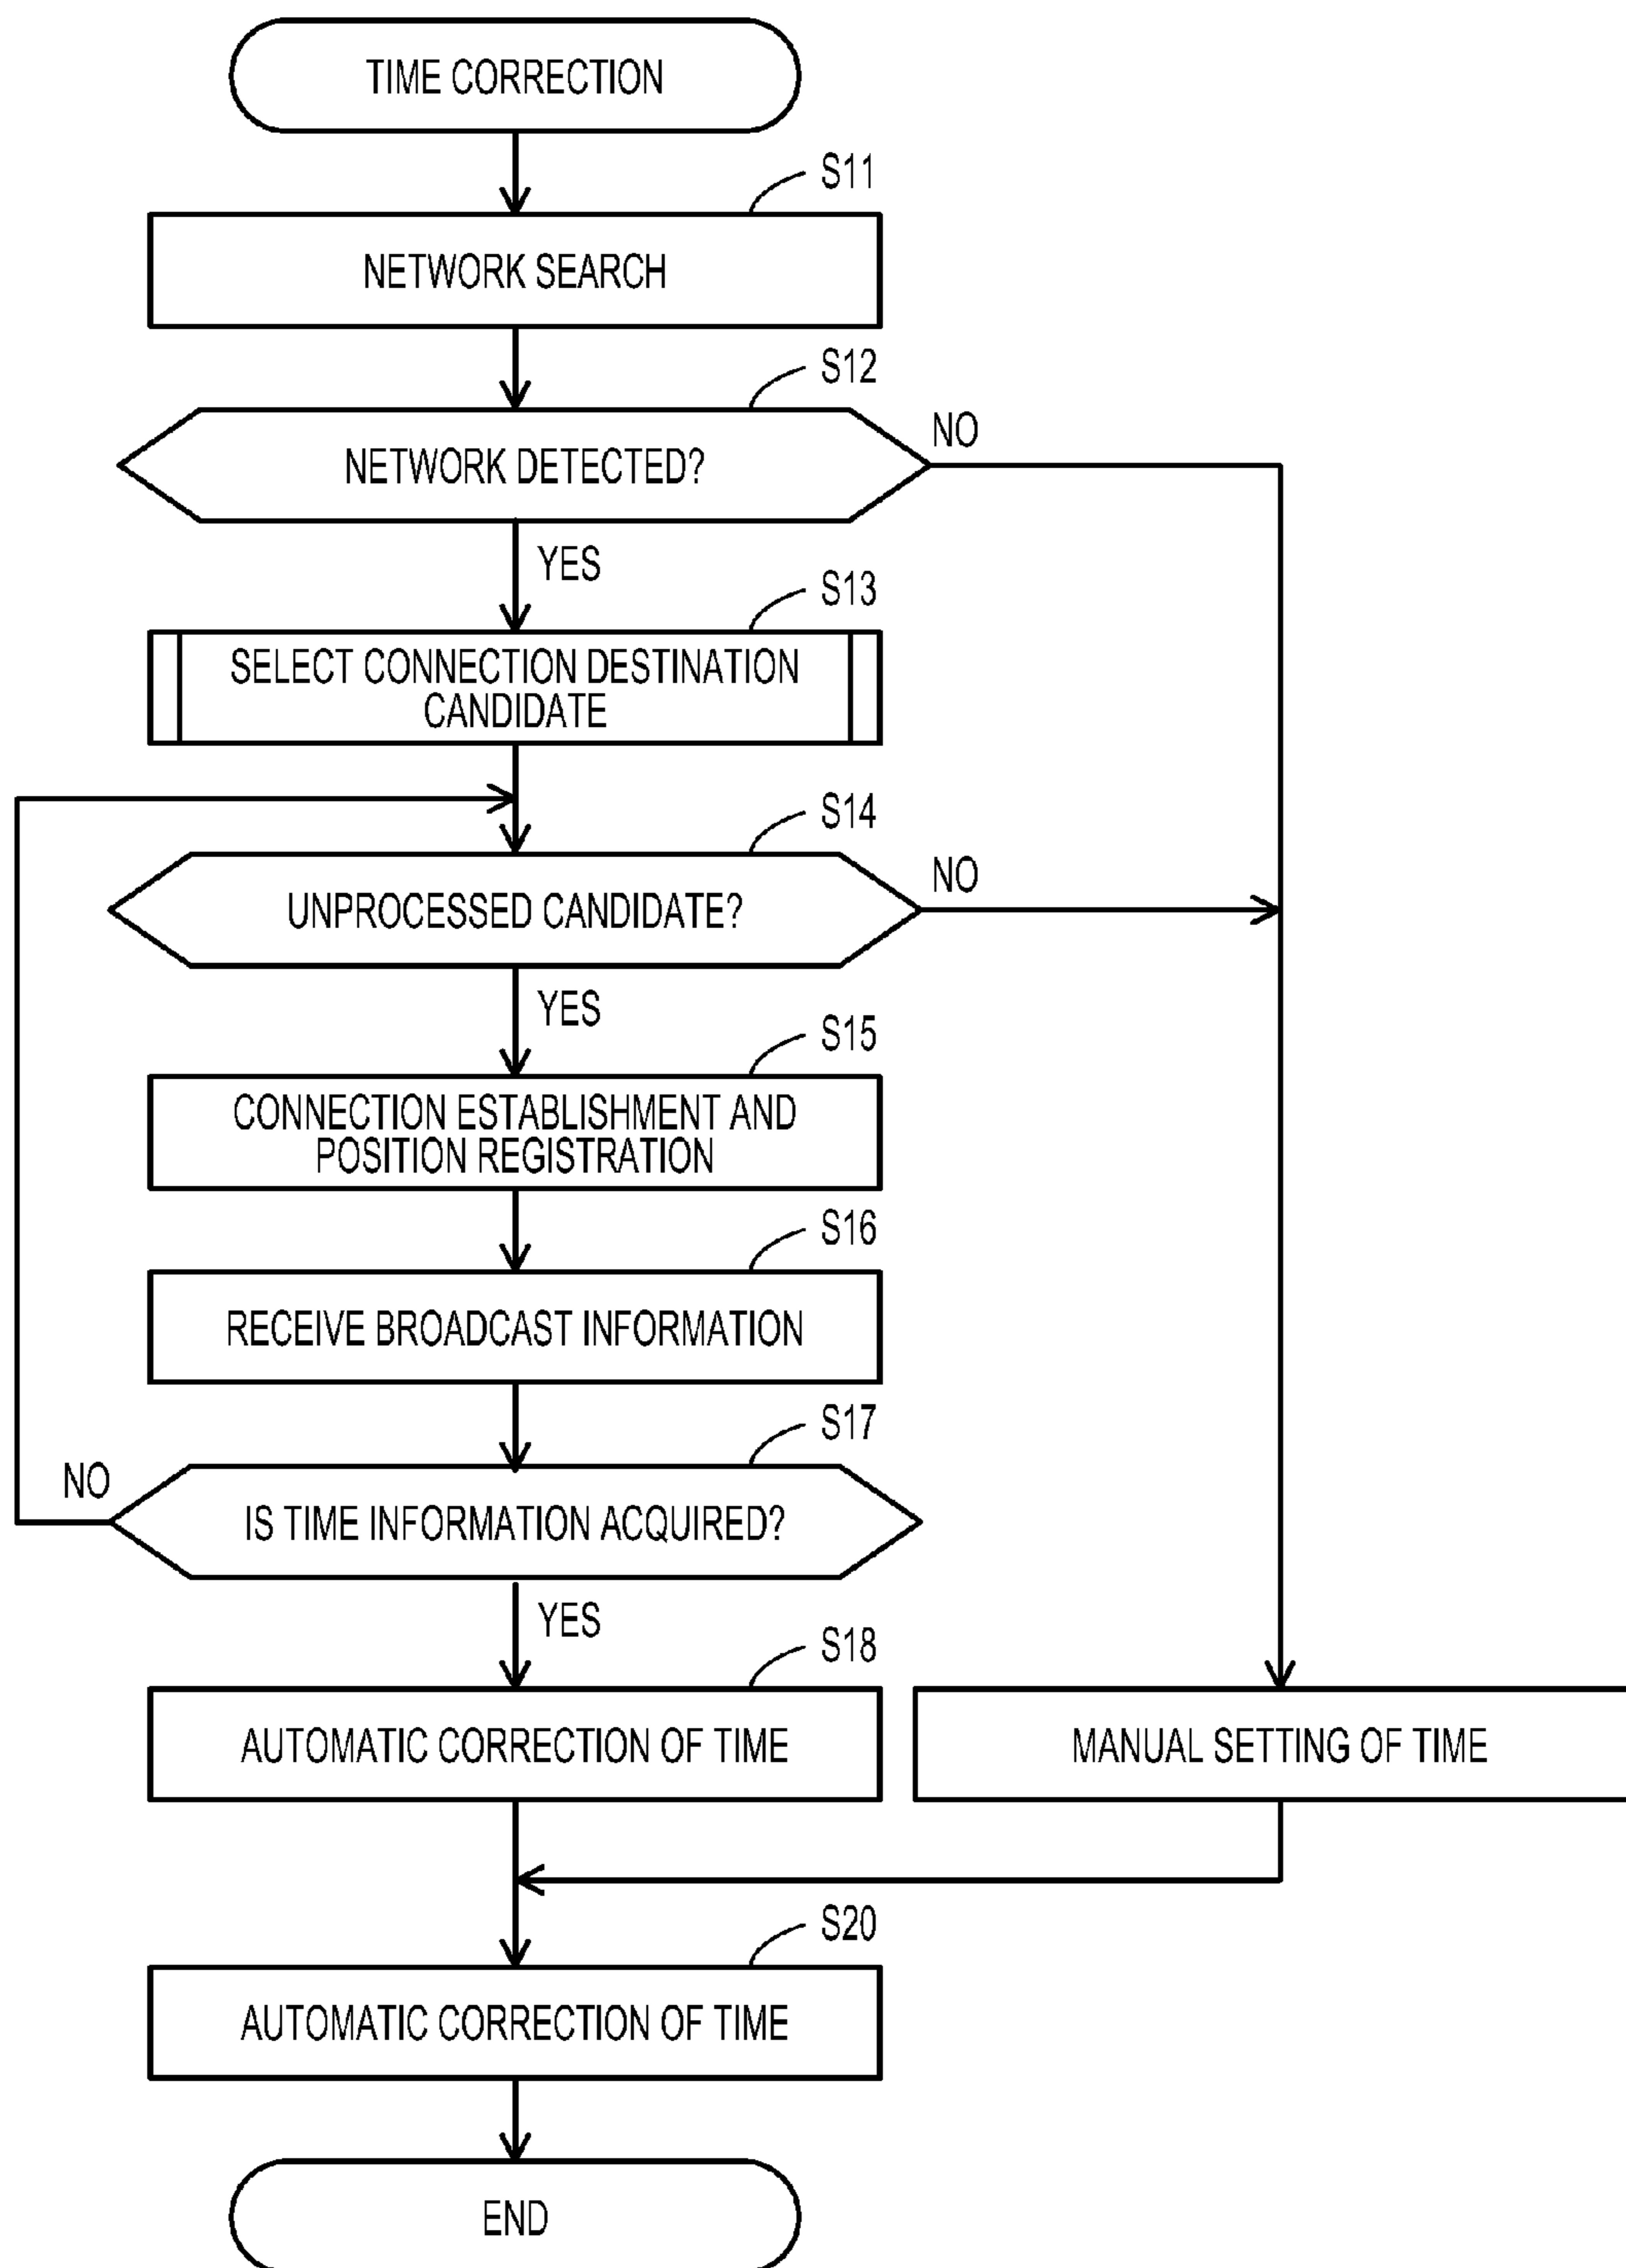 TIME CORRECTION
S11
NETWORK SEARCH
S12
NETWORK DETECTED?
NO
YES
S13
SELECT CONNECTION DESTINATION
CANDIDATE
S14
UNPROCESSED CANDIDATE?
NO
YES
S15
CONNECTION ESTABLISHMENT AND
POSITION REGISTRATION
S16
RECEIVE BROADCAST INFORMATION
S17
NO
IS TIME INFORMATION ACQUIRED?
YES
S18
AUTOMATIC CORRECTION OF TIME
MANUAL SETTING OF TIME
S20
AUTOMATIC CORRECTION OF TIME
END